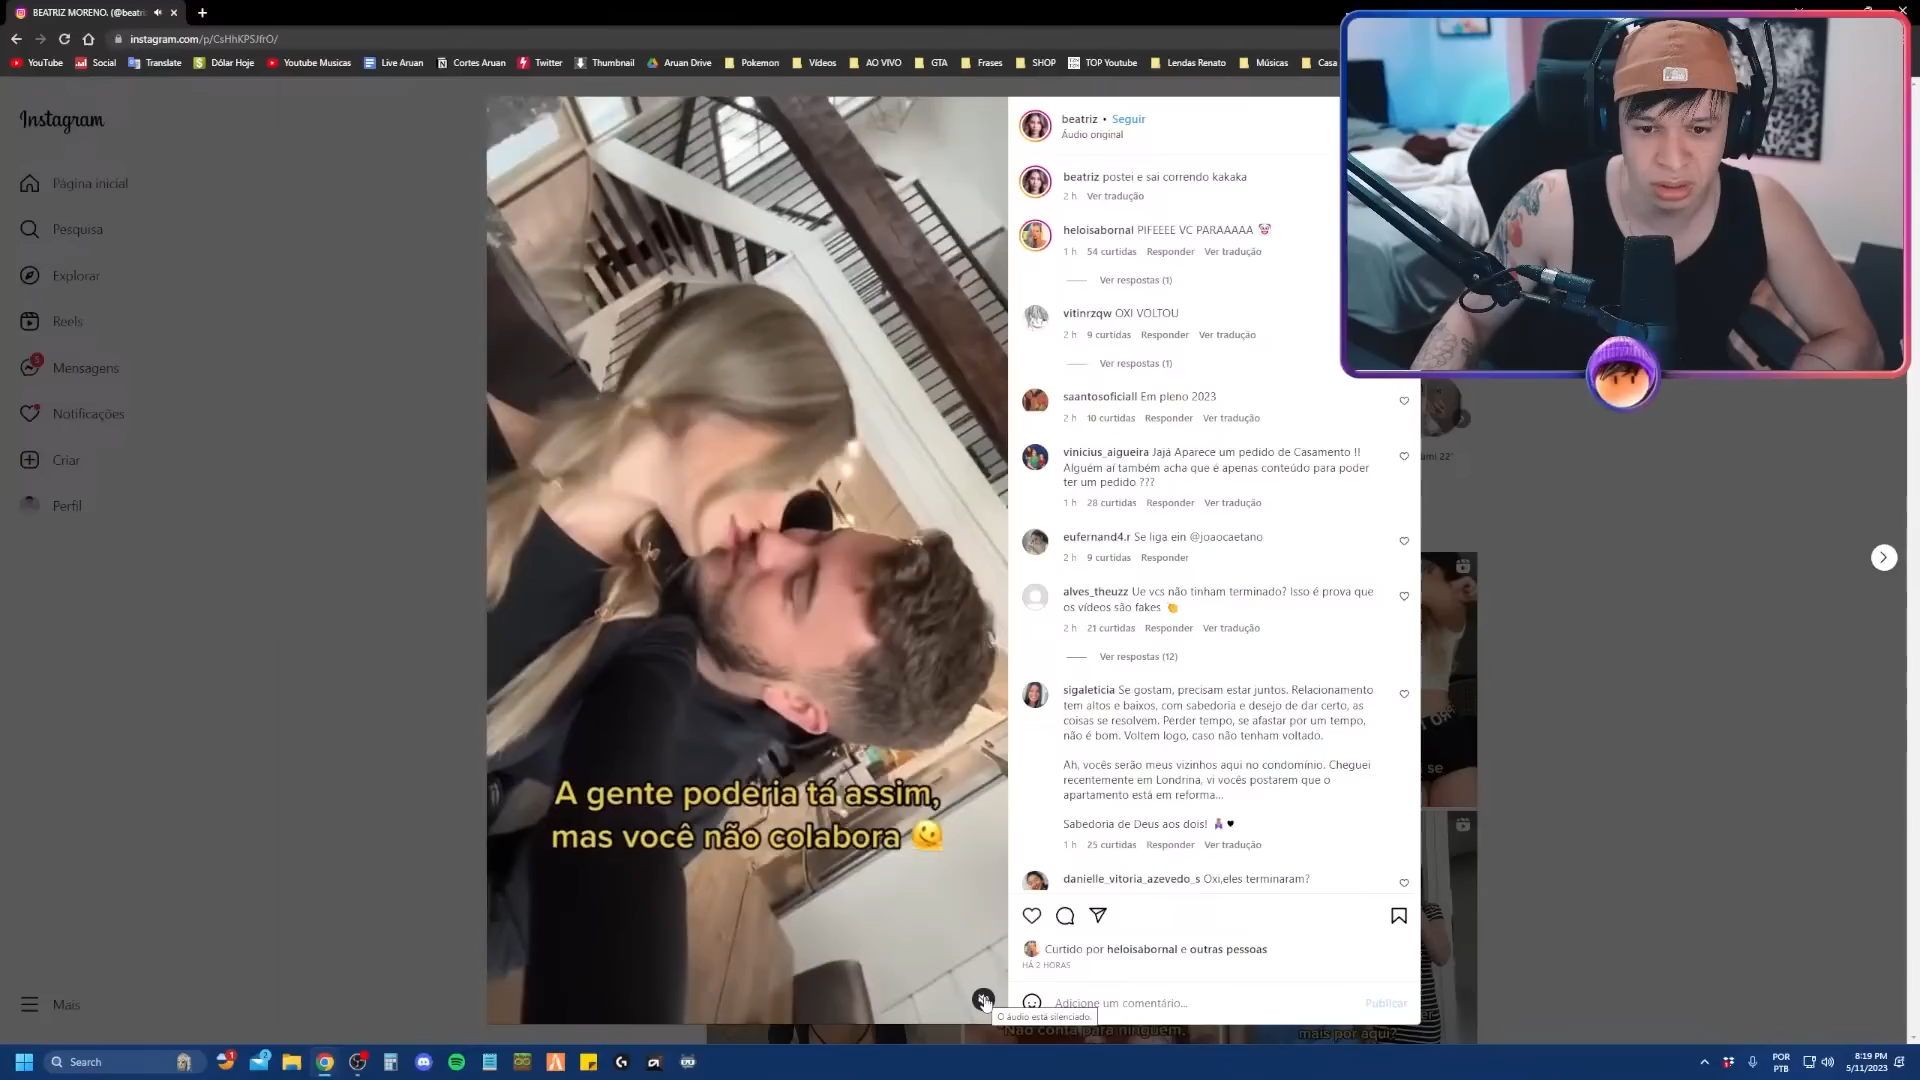 BEATRIZ MORENO. (@beatri
instagram.com/p/CsHhKPSJfrO/
YouTube
Social
Translate
Dólar Hoje
Youtube Musicas
Live Aruan
Cortes Aruan
Twitter
Thumbnail
Aruan Drive
Pokemon
Vídeos
AO VIVO
GTA
Frases
SHOP
TOP Youtube
Lendas Renato
Músicas
Casa
Instagram
Página inicial
Pesquisa
Explorar
Reels
5
Mensagens
Notificações
Criar
Perfil
Mais
A gente poderia tá assim,
mas você não colabora 🫠
O áudio está silenciado.
beatriz • Seguir
Áudio original
beatriz postei e sai correndo kakaka
2 h Ver tradução
heloisabornal PIFEEEE VC PARAAAAA 🤡
1 h 54 curtidas Responder Ver tradução
Ver respostas (1)
vitinrzqw OXI VOLTOU
2 h 9 curtidas Responder Ver tradução
Ver respostas (1)
saantosoficiall Em pleno 2023
2 h 10 curtidas Responder Ver tradução
vinicius_aigueira Jajá Aparece um pedido de Casamento !!
Alguém aí também acha que é apenas conteúdo para poder
ter um pedido ???
1 h 28 curtidas Responder Ver tradução
eufernand4.r Se liga ein @joaocaetano
2 h 9 curtidas Responder
alves_theuzz Ue vcs não tinham terminado? Isso é prova que
os vídeos são fakes 👏
2 h 21 curtidas Responder Ver tradução
Ver respostas (12)
sigaleticia Se gostam, precisam estar juntos. Relacionamento
tem altos e baixos, com sabedoria e desejo de dar certo, as
coisas se resolvem. Perder tempo, se afastar por um tempo,
não é bom. Voltem logo, caso não tenham voltado.
Ah, vocês serão meus vizinhos aqui no condomínio. Cheguei
recentemente em Londrina, vi vocês postarem que o
apartamento está em reforma...
Sabedoria de Deus aos dois! 🙏🏽♥
1 h 25 curtidas Responder Ver tradução
danielle_vitoria_azevedo_s Oxi,eles terminaram?
Curtido por heloisabornal e outras pessoas
HÁ 2 HORAS
Adicione um comentário...
Publicar
Não conta para ninguém.
mais por aqui?
se
22'
Search
1
2
POR
PTB
8:19 PM
5/11/2023